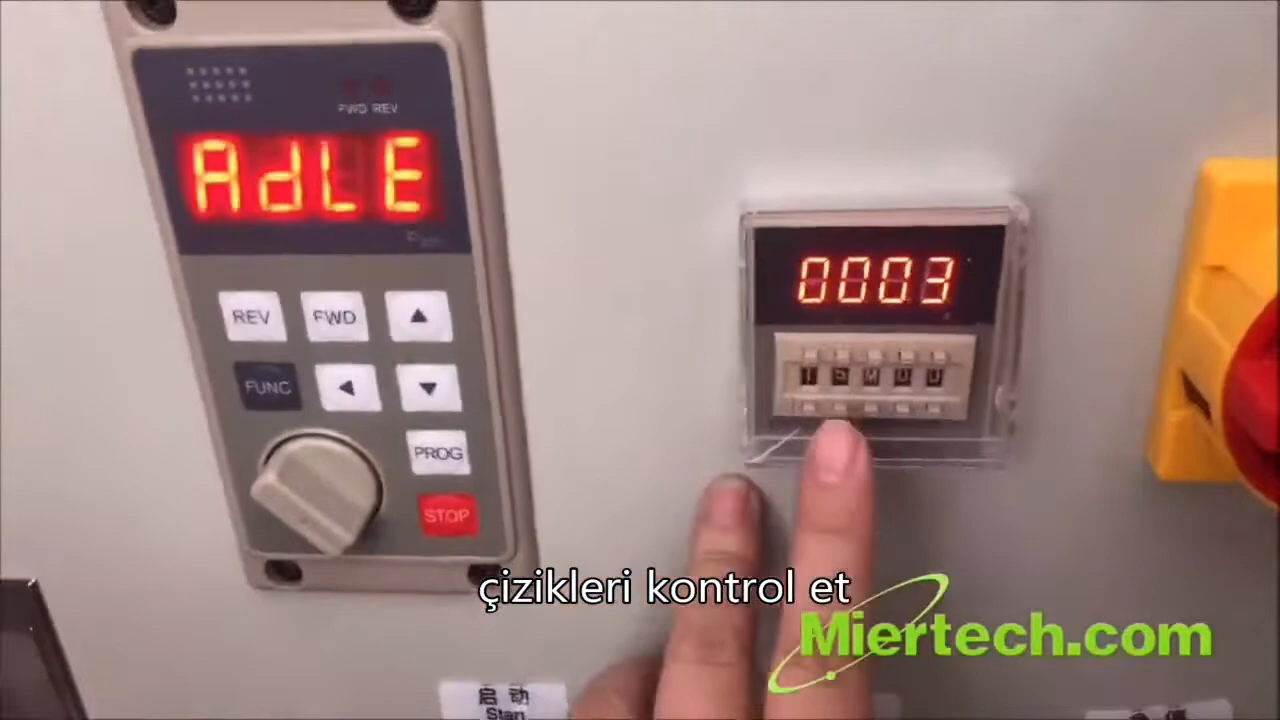 FWD REV
AdLE
REV
FWD
FUNC
PROG
STOP
0003
çizikleri kontrol et
Miertech.com
启动
Start